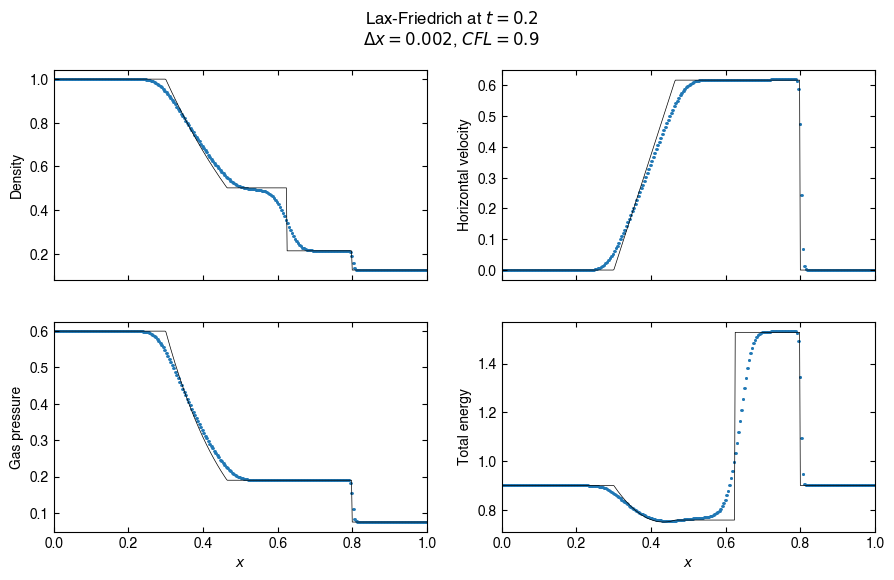 Lax-Friedrich at t = 0.2
Δx = 0.002, CFL = 0.9
Density
1.0
0.8
0.6
0.4
0.2
Horizontal velocity
0.6
0.5
0.4
0.3
0.2
0.1
0.0
Gas pressure
0.6
0.5
0.4
0.3
0.2
0.1
0.0 0.2 0.4 0.6 0.8 1.0
x
Total energy
1.4
1.2
1.0
0.8
0.0 0.2 0.4 0.6 0.8 1.0
x